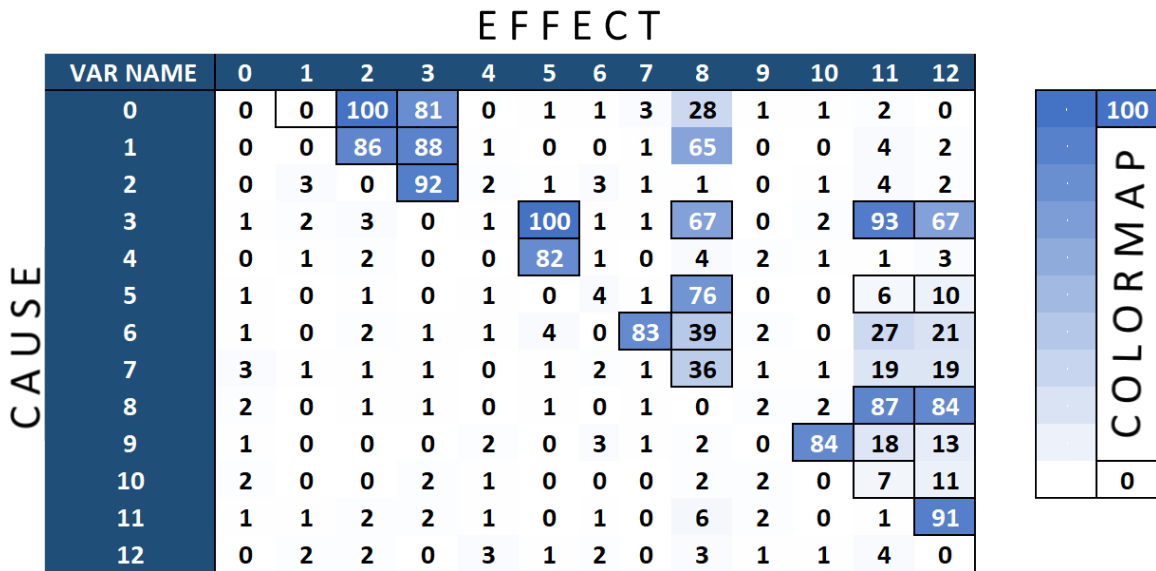 EFFECT
VAR NAME 0 1 2 3 4 5 6 7 8 9 10 11 12
0 0 0 100 81 0 1 1 3 28 1 1 2 0
1 0 0 86 88 1 0 0 1 65 0 0 4 2
2 0 3 0 92 2 1 3 1 1 0 1 4 2
3 1 2 3 0 1 100 1 1 67 0 2 93 67
4 0 1 2 0 0 82 1 0 4 2 1 1 3
5 1 0 1 0 1 0 4 1 76 0 0 6 10
6 1 0 2 1 1 4 0 83 39 2 0 27 21
7 3 1 1 1 0 1 2 1 36 1 1 19 19
8 2 0 1 1 0 1 0 1 0 2 2 87 84
9 1 0 0 0 2 0 3 1 2 0 84 18 13
10 2 0 0 2 1 0 0 0 2 2 0 7 11
11 1 1 2 2 1 0 1 0 6 2 0 1 91
12 0 2 2 0 3 1 2 0 3 1 1 4 0
CAUSE
100
COLORMAP
0